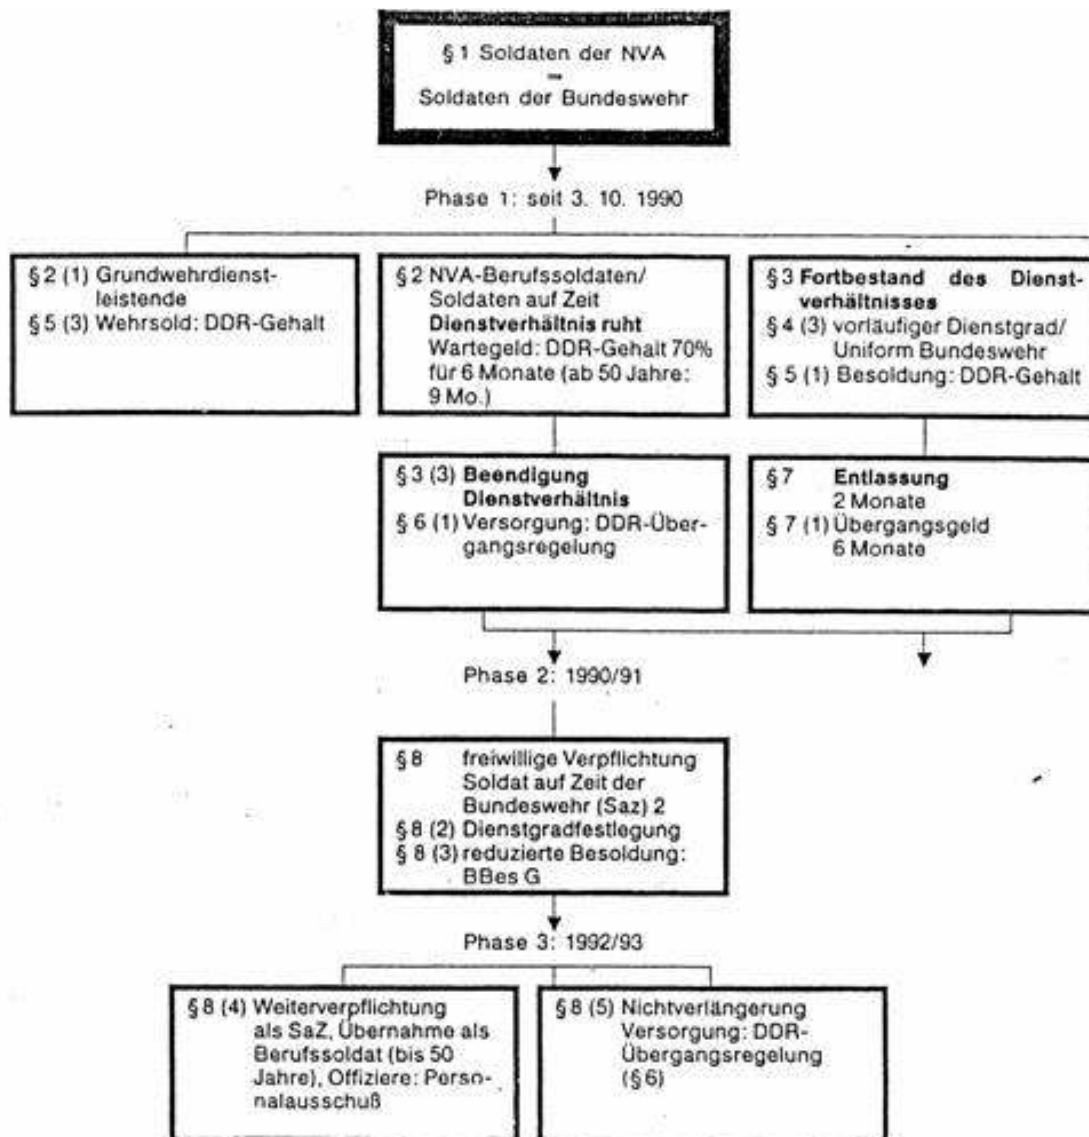 § 1 Soldaten der NVA
=
Soldaten der Bundeswehr
Phase 1: seit 3. 10. 1990
§ 2 (1) Grundwehrdienst-
leistende
§ 5 (3) Wehrsold: DDR-Gehalt
§ 2 NVA-Berufssoldaten/
Soldaten auf Zeit
Dienstverhältnis ruht
Wartegeld: DDR-Gehalt 70%
für 6 Monate (ab 50 Jahre:
9 Mo.)
§ 3 Fortbestand des Dienst-
verhältnisses
§ 4 (3) vorläufiger Dienstgrad/
Uniform Bundeswehr
§ 5 (1) Besoldung: DDR-Gehalt
§ 3 (3) Beendigung
Dienstverhältnis
§ 6 (1) Versorgung: DDR-Über-
gangsregelung
§ 7 Entlassung
2 Monate
§ 7 (1) Übergangsgeld
6 Monate
Phase 2: 1990/91
§ 8 freiwillige Verpflichtung
Soldat auf Zeit der
Bundeswehr (Saz) 2
§ 8 (2) Dienstgradfestlegung
§ 8 (3) reduzierte Besoldung:
BBes G
Phase 3: 1992/93
§ 8 (4) Weiterverpflichtung
als SaZ, Übernahme als
Berufssoldat (bis 50
Jahre), Offiziere: Perso-
nalausschuß
§ 8 (5) Nichtverlängerung
Versorgung: DDR-
Übergangsregelung
(§ 6)